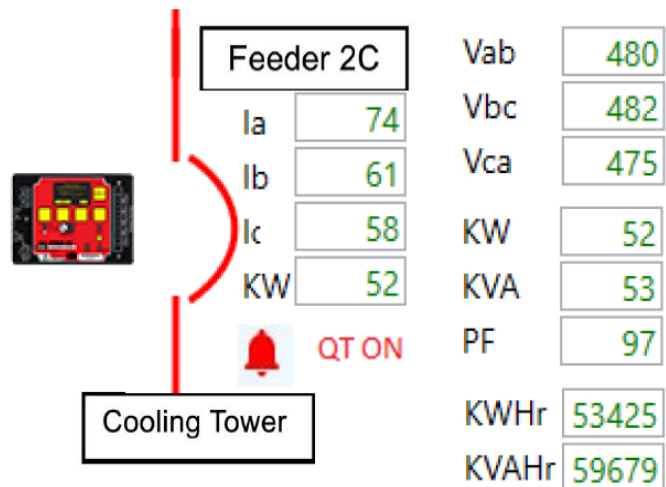 Feeder 2C
Ia 74
Ib 61
Ic 58
KW 52
QT ON
Cooling Tower
Vab 480
Vbc 482
Vca 475
KW 52
KVA 53
PF 97
KWHr 53425
KVAHr 59679